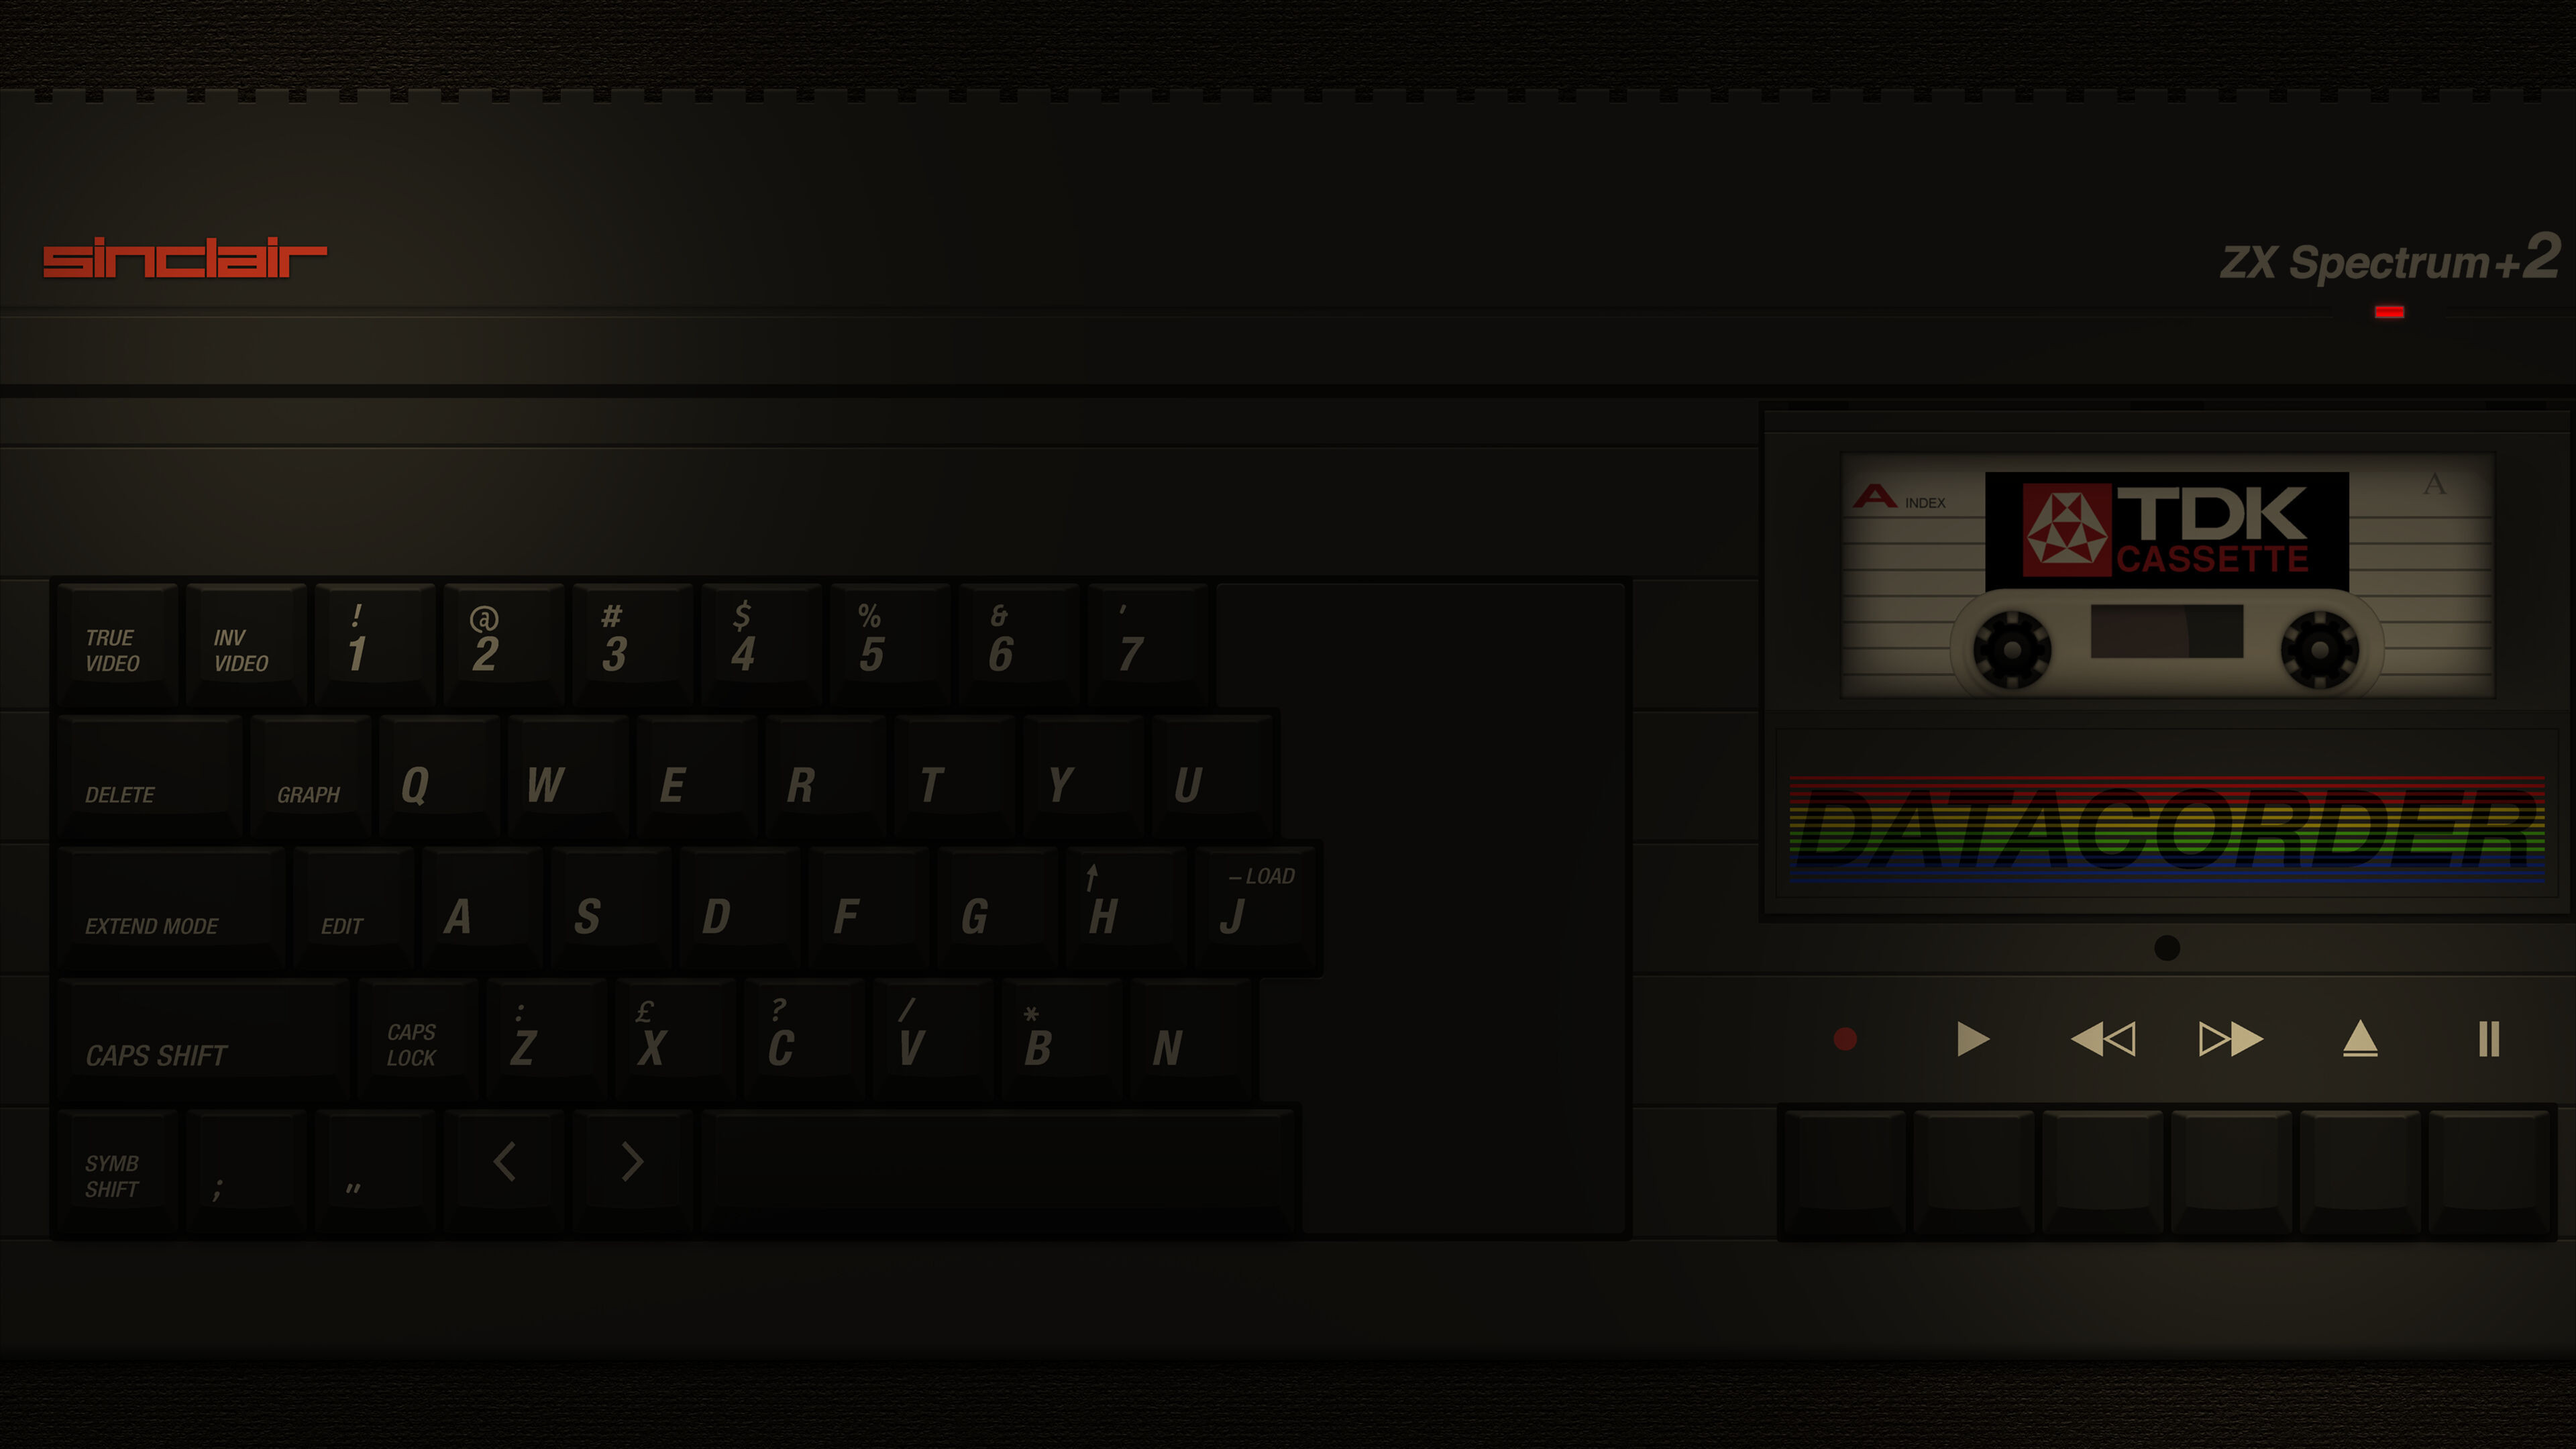 sinclair
ZX Spectrum+2
A INDEX
TDK
CASSETTE
A
DATACORDER
TRUE VIDEO
INV VIDEO
! 1
@ 2
# 3
$ 4
% 5
& 6
' 7
DELETE
GRAPH
Q W E R T Y U
EXTEND MODE
EDIT
A S D F G
↑ H
– LOAD
J
CAPS SHIFT
CAPS LOCK
: Z
£ X
? C
/ V
* B
N
SYMB SHIFT
;
"
<
>